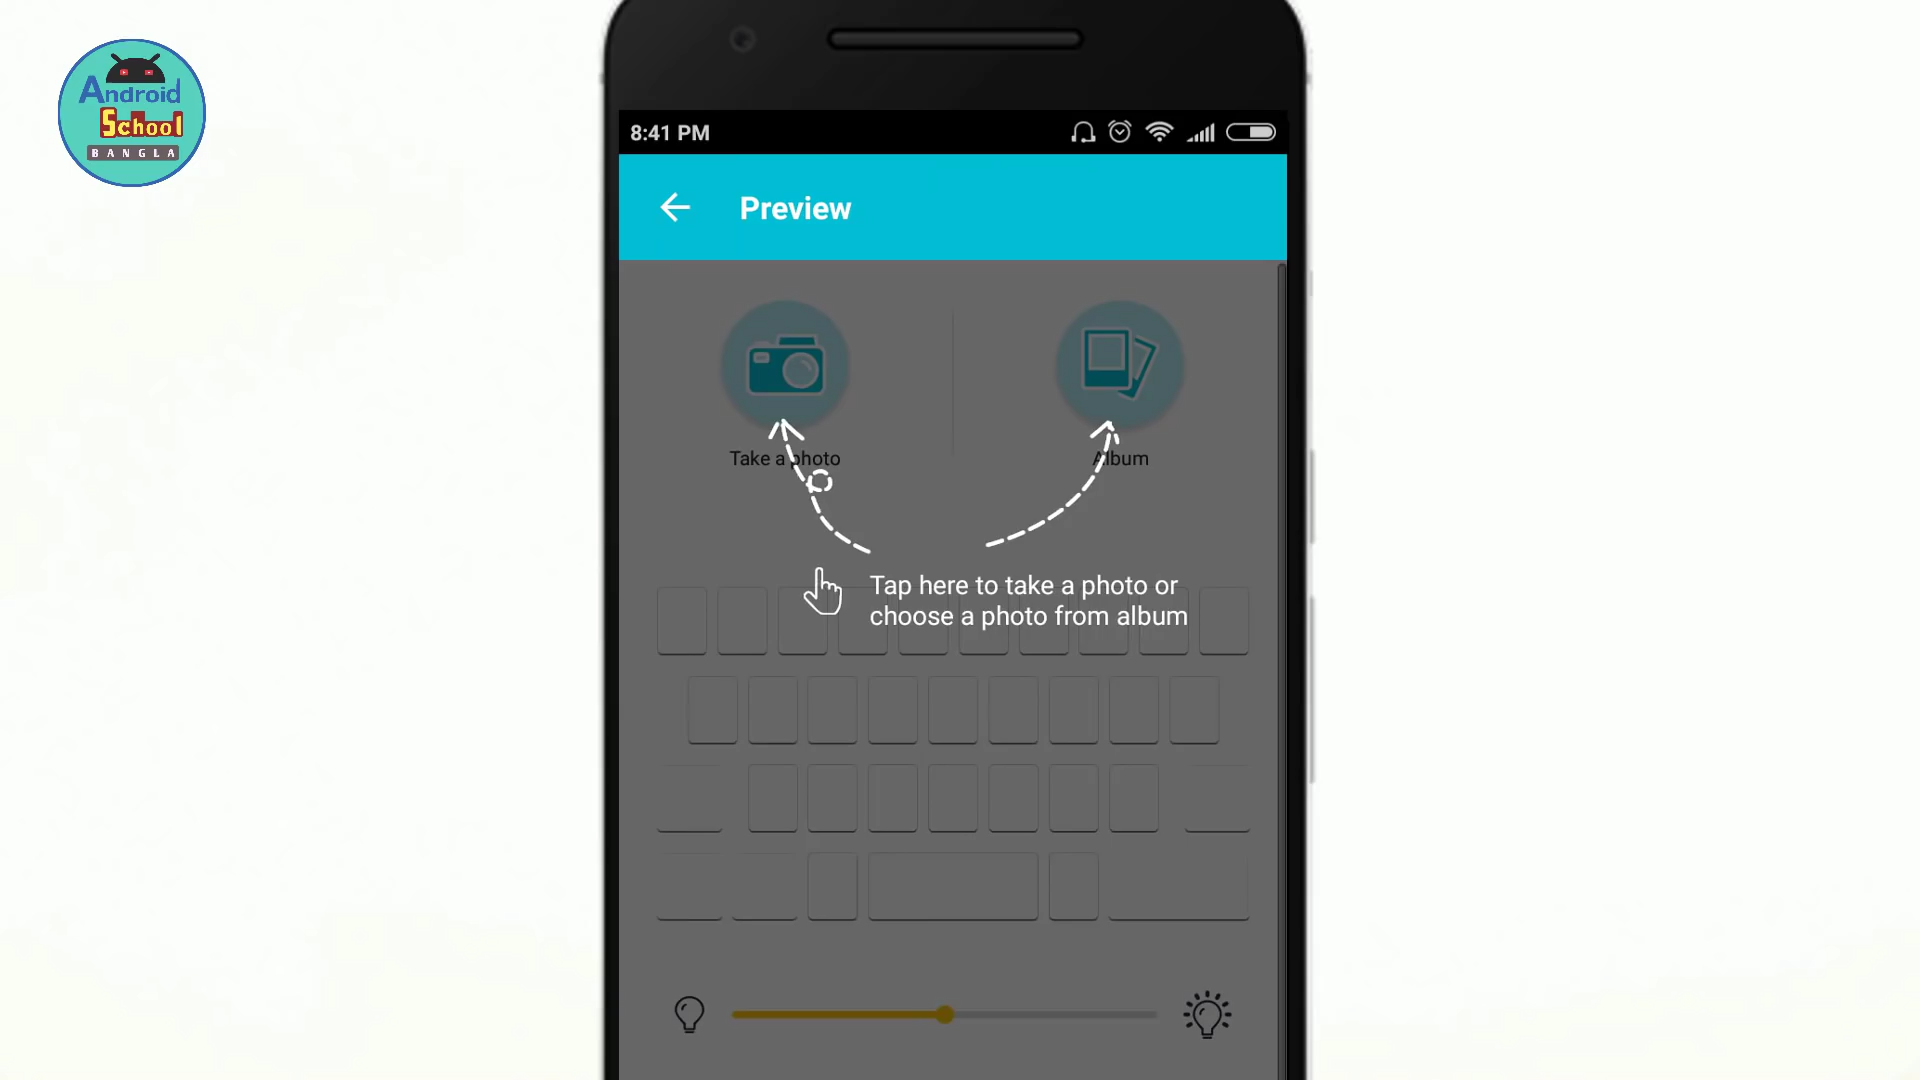 Android
School
BANGLA
8:41 PM
Preview
Take a photo
Album
Tap here to take a photo or
choose a photo from album